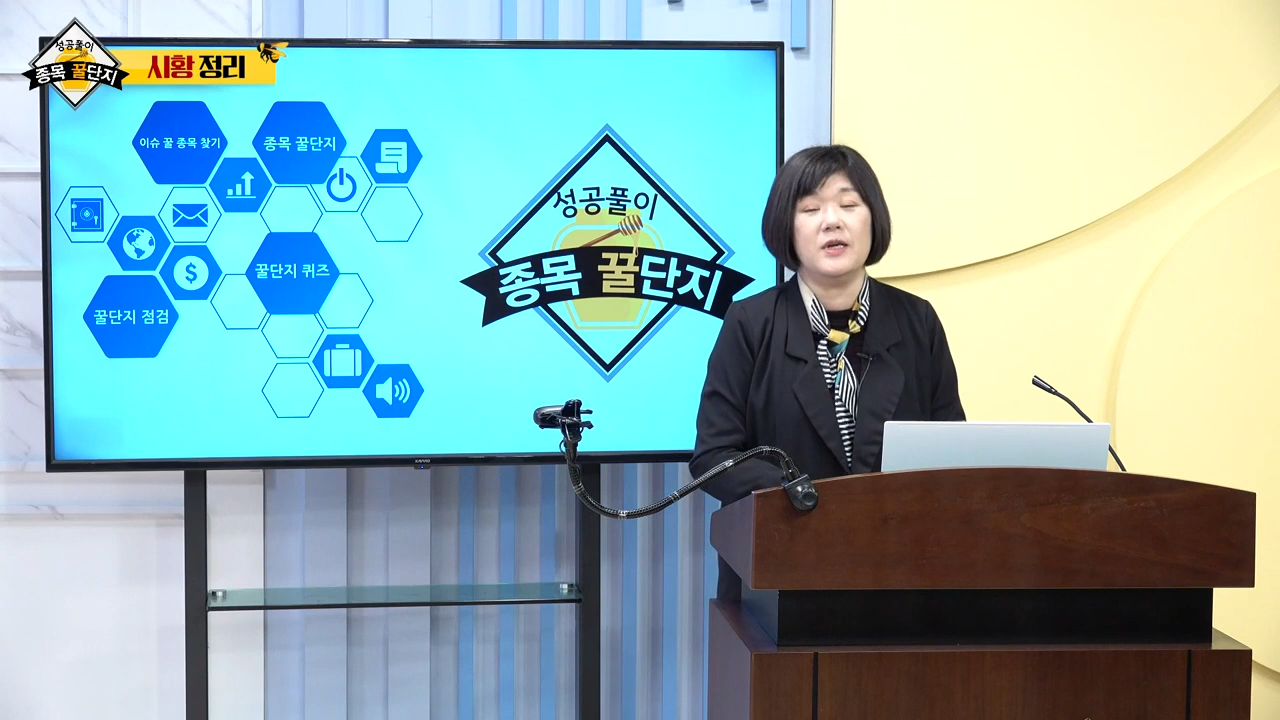 성공풀이
종목 꿀단지
시황 정리
이슈 꿀 종목 찾기
종목 꿀단지
꿀단지 퀴즈
꿀단지 점검
$
성공풀이
종목 꿀단지